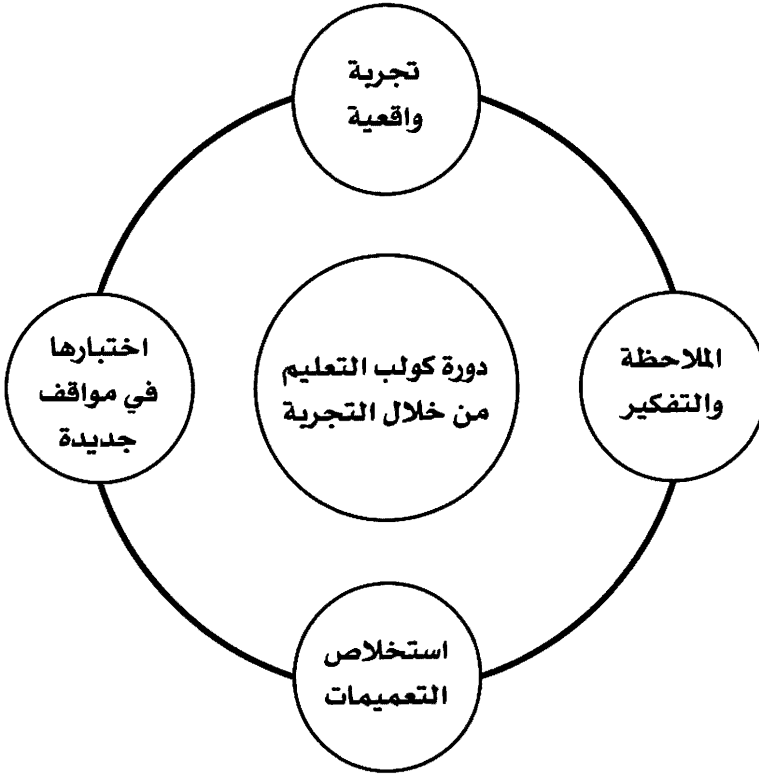 تجربة
واقعية
الملاحظة
والتفكير
استخلاص
التعميمات
اختبارها
في مواقف
جديدة
دورة كولب التعليم
من خلال التجربة